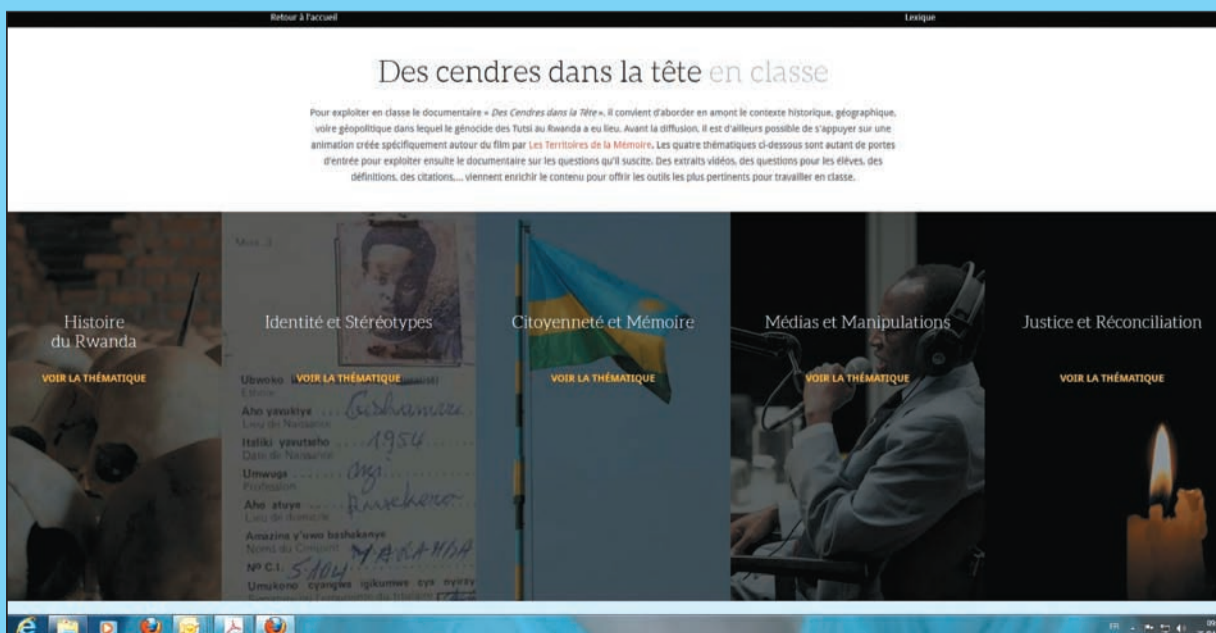 Retour à l'accueil
Lexique
Des cendres dans la tête en classe
Pour exploiter en classe le documentaire « Des Cendres dans la Tête », il convient d'aborder en amont le contexte historique, géographique,
voire géopolitique dans lequel le génocide des Tutsi au Rwanda a eu lieu. Avant la diffusion, il est d'ailleurs possible de s'appuyer sur une
animation créée spécifiquement autour du film par Les Territoires de la Mémoire. Les quatre thématiques ci-dessous sont autant de portes
d'entrée pour exploiter ensuite le documentaire sur les questions qu'il suscite. Des extraits vidéos, des questions pour les élèves, des
définitions, des citations,... viennent enrichir le contenu pour offrir les outils les plus pertinents pour travailler en classe.
Histoire
du Rwanda
VOIR LA THÉMATIQUE
Identité et Stéréotypes
VOIR LA THÉMATIQUE
Ubwoko
Ethnie
Aho yavukiye
Lieu de Naissance
Italiki yavutseho 1954
Date de Naissance
Umwuga
Profession
Aho atuye
Lieu de domicile
Amazina y'uwo bashakanye
Noms du Conjoint
N° C.I.
Umukono cyangwa igikumwe cya
Citoyenneté et Mémoire
VOIR LA THÉMATIQUE
Médias et Manipulations
VOIR LA THÉMATIQUE
Justice et Réconciliation
VOIR LA THÉMATIQUE
FR